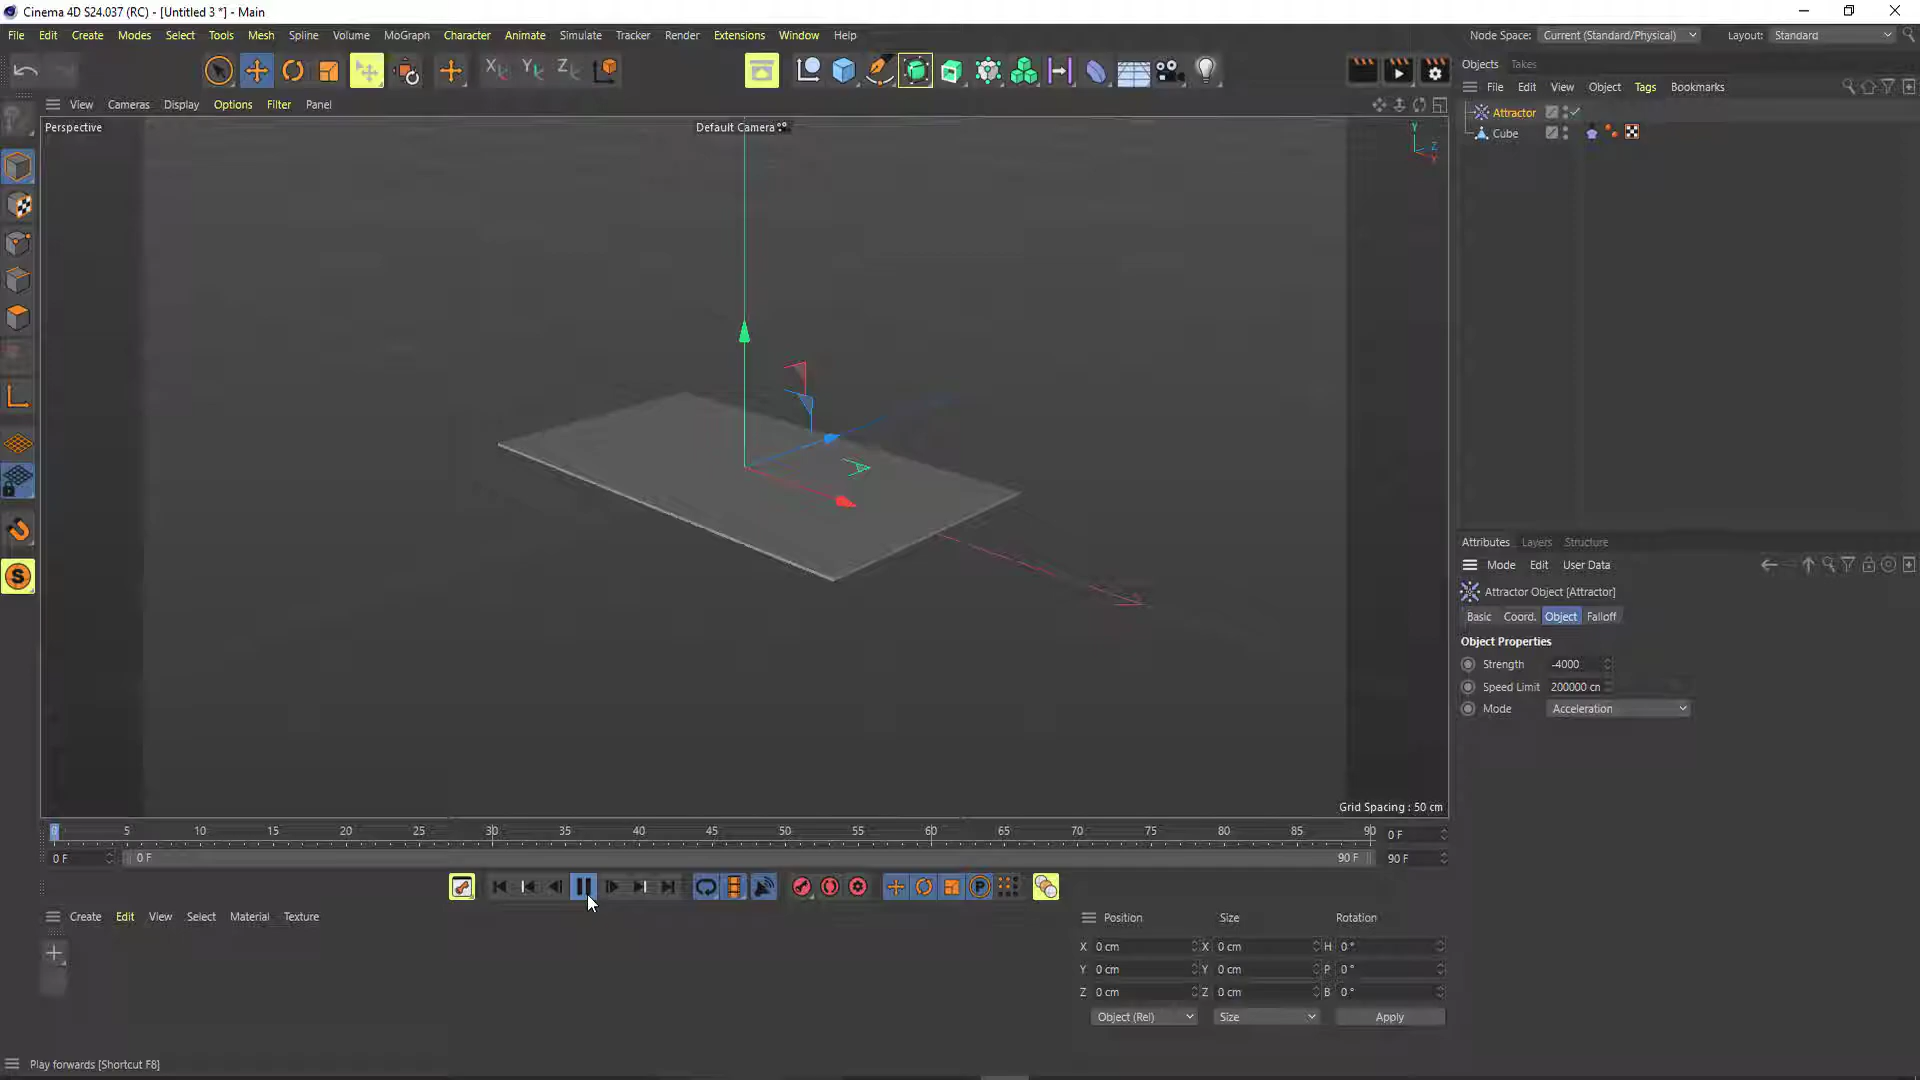 Cinema 4D S24.037 (RC) - [Untitled 3 *] - Main
File Edit Create Modes Select Tools Mesh Spline Volume MoGraph Character Animate Simulate Tracker Render Extensions Window Help
Node Space: Current (Standard/Physical) Layout: Standard
X Y Z
Objects Takes
View Cameras Display Options Filter Panel
File Edit View Object Tags Bookmarks
Perspective
Default Camera
Y
Z
X
Attractor
Cube
Attributes Layers Structure
Mode Edit User Data
Attractor Object [Attractor]
Basic Coord. Object Falloff
Object Properties
Strength -4000
Speed Limit 200000 cn
Mode Acceleration
S
Grid Spacing : 50 cm
0 5 10 15 20 25 30 35 40 45 50 55 60 65 70 75 80 85 90 0 F
0 F 0 F 90 F 90 F
P
Create Edit View Select Material Texture
Position Size Rotation
X 0 cm X 0 cm H 0 °
Y 0 cm Y 0 cm P 0 °
Z 0 cm Z 0 cm B 0 °
Object (Rel) Size Apply
Play forwards [Shortcut F8]